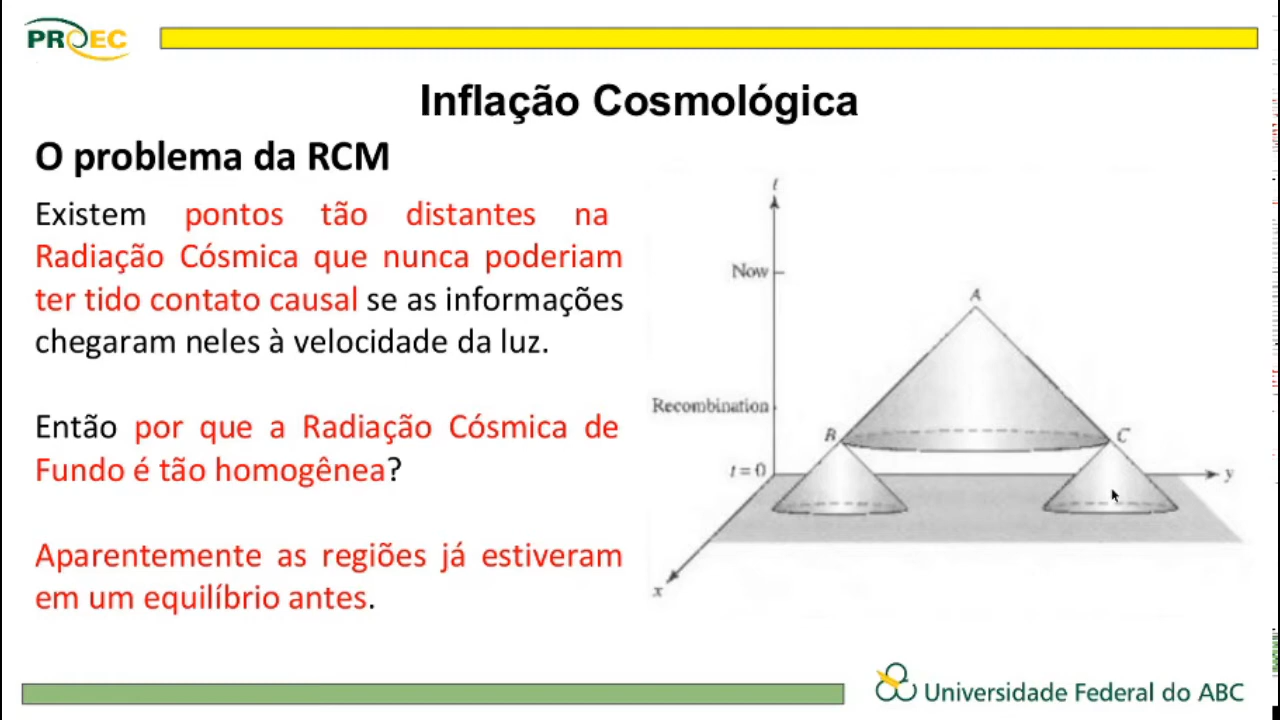 PROEC
Inflação Cosmológica
O problema da RCM
Existem pontos tão distantes na
Radiação Cósmica que nunca poderiam
ter tido contato causal se as informações
chegaram neles à velocidade da luz.
Então por que a Radiação Cósmica de
Fundo é tão homogênea?
Aparentemente as regiões já estiveram
em um equilíbrio antes.
t
Now
A
Recombination
B
C
t=0
y
x
Universidade Federal do ABC